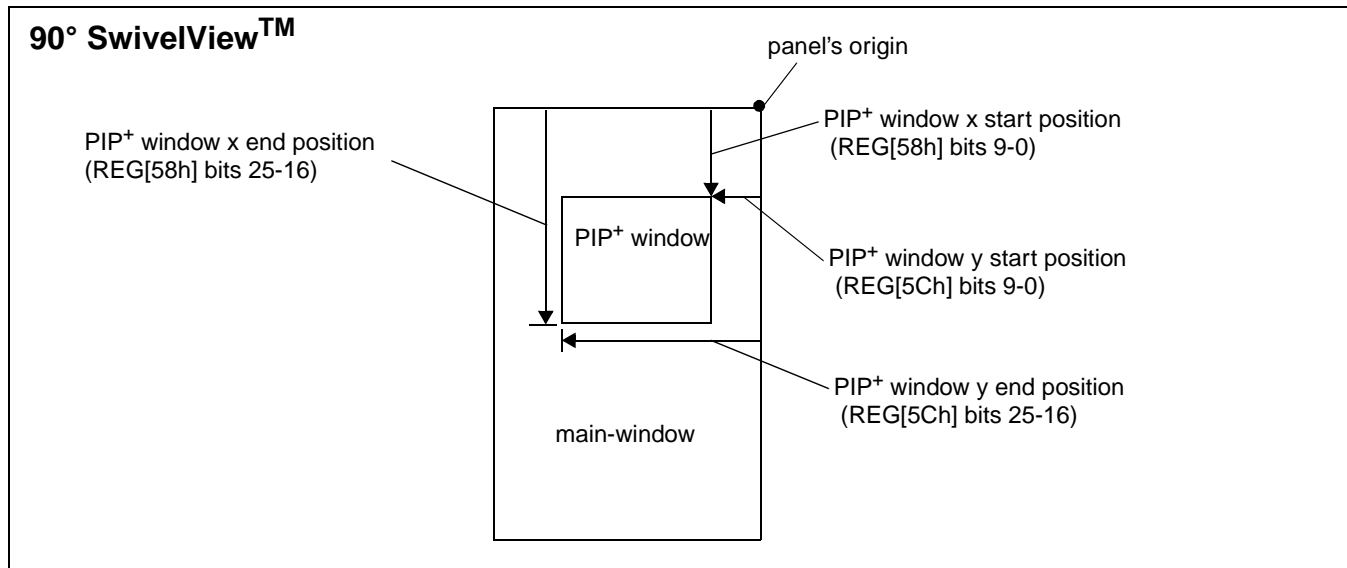 90° SwivelView™
panel's origin
PIP+ window x end position
(REG[58h] bits 25-16)
PIP+ window x start position
(REG[58h] bits 9-0)
PIP+ window
PIP+ window y start position
(REG[5Ch] bits 9-0)
PIP+ window y end position
(REG[5Ch] bits 25-16)
main-window